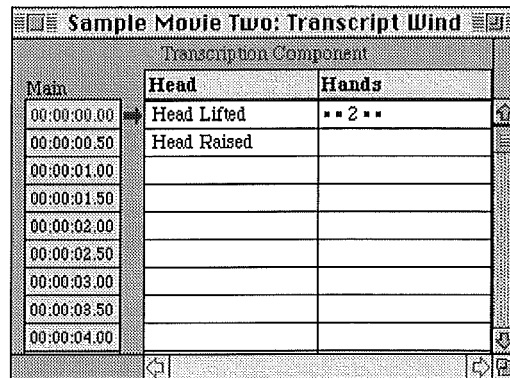 Sample Movie Two: Transcript Wind
Transcription Component
Main Head Hands
00:00:00.00 Head Lifted ▪▪2▪▪
00:00:00.50 Head Raised
00:00:01.00
00:00:01.50
00:00:02.00
00:00:02.50
00:00:03.00
00:00:03.50
00:00:04.00